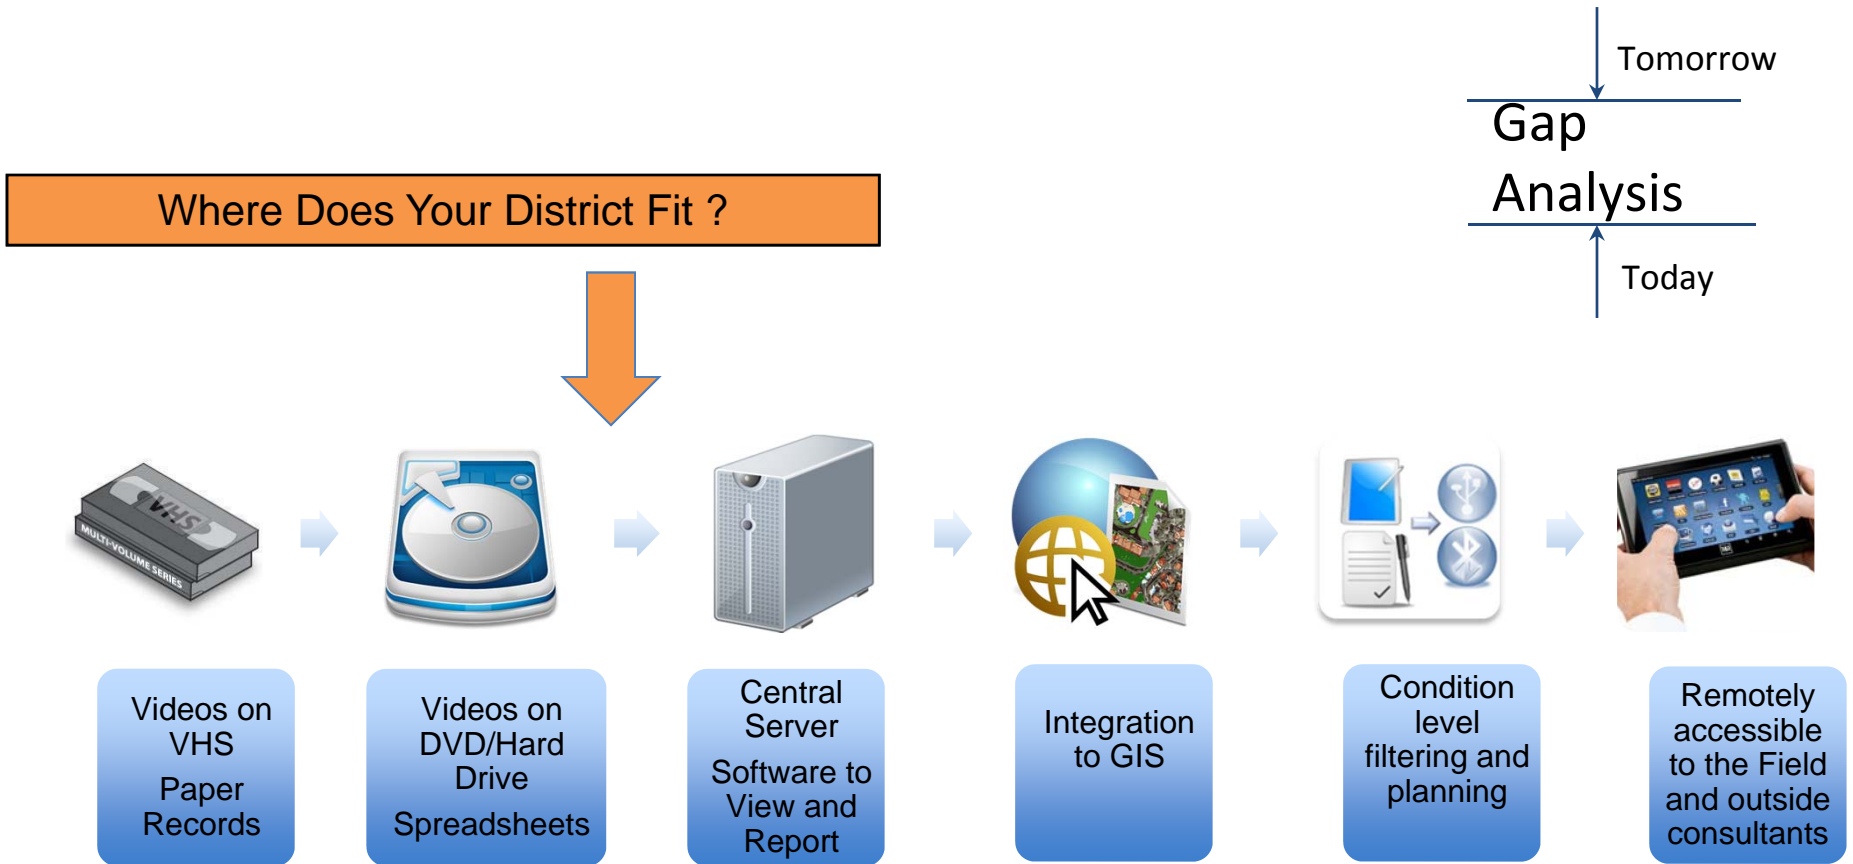 Tomorrow
Gap
Analysis
Today
Where Does Your District Fit ?
VHS
MULTI-VOLUME SERIES
Videos on
VHS
Paper
Records
Videos on
DVD/Hard
Drive
Spreadsheets
Central
Server
Software to
View and
Report
Integration
to GIS
Condition
level
filtering and
planning
Remotely
accessible
to the Field
and outside
consultants